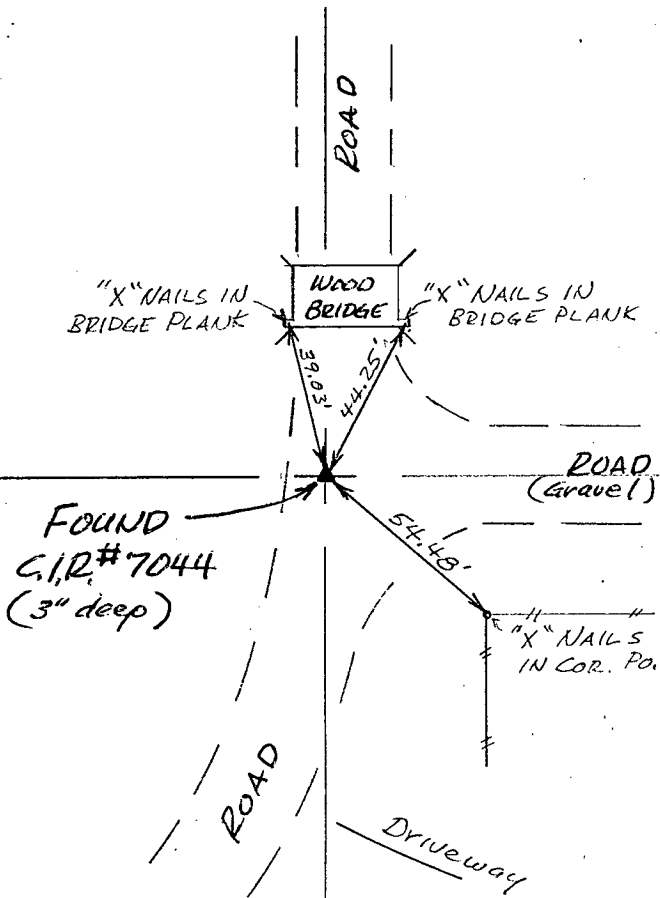 ROAD
"X" NAILS IN
BRIDGE PLANK
WOOD
BRIDGE
"X" NAILS IN
BRIDGE PLANK
39.03'
44.25'
ROAD
(Gravel)
FOUND
C.I.R. #7044
(3" deep)
54.48'
"X" NAILS
IN COR. PO
ROAD
Driveway